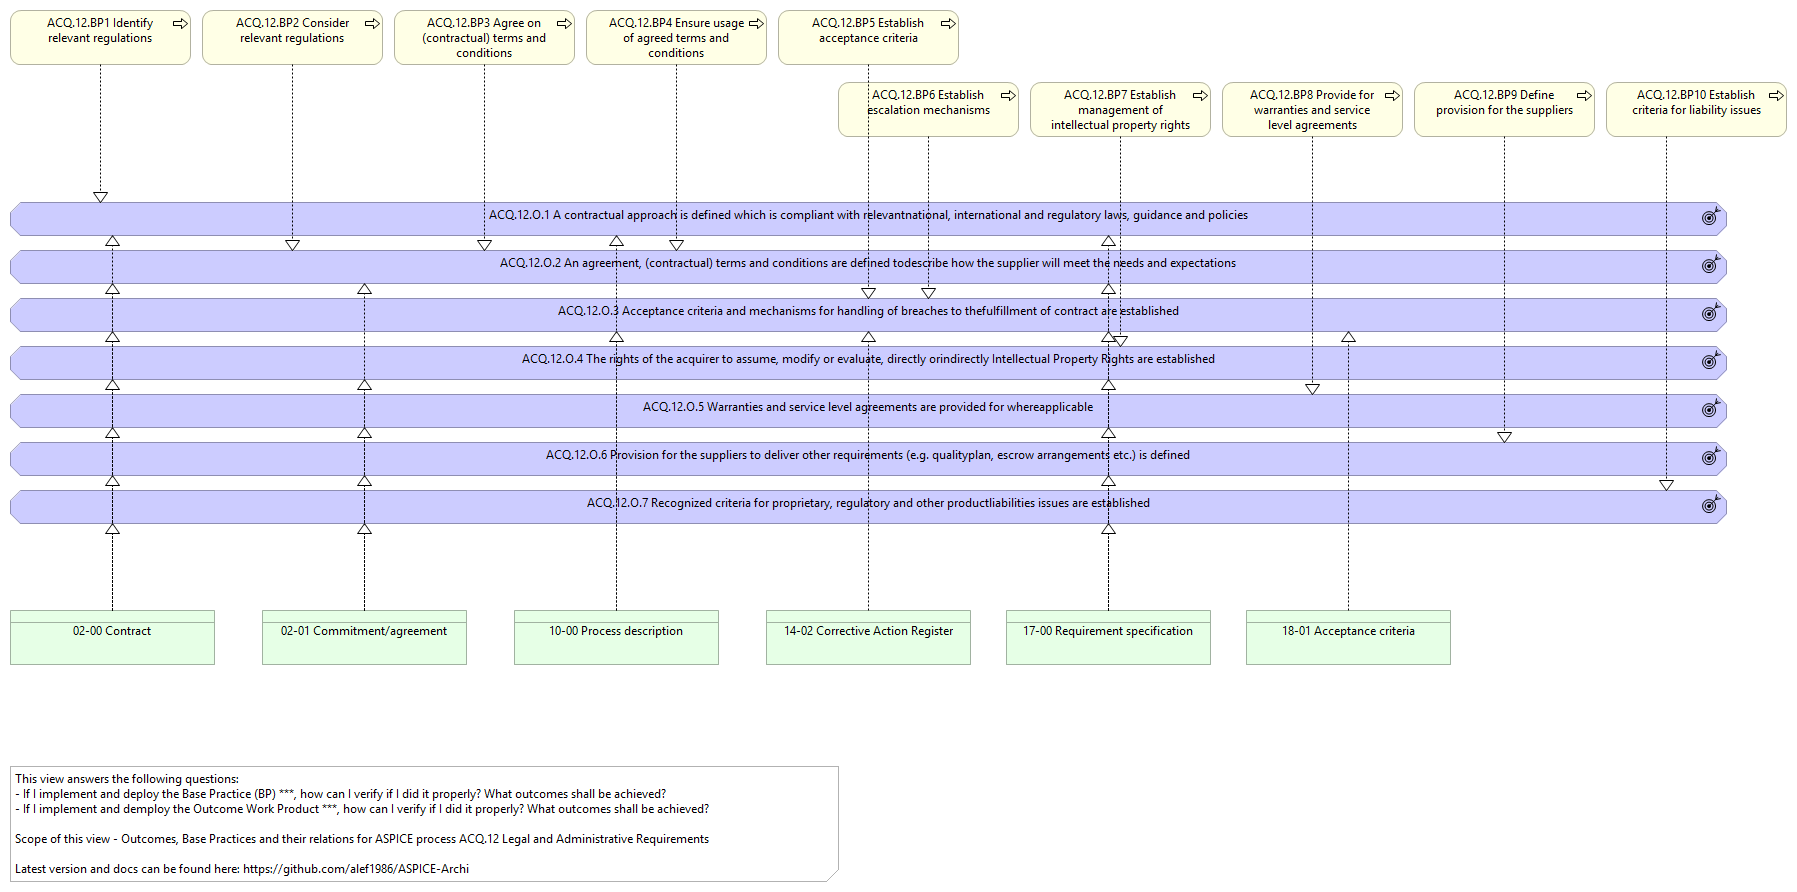 ACQ.12.BP1 Identify
relevant regulations
ACQ.12.BP2 Consider
relevant regulations
ACQ.12.BP3 Agree on
(contractual) terms and
conditions
ACQ.12.BP4 Ensure usage
of agreed terms and
conditions
ACQ.12.BP5 Establish
acceptance criteria
ACQ.12.BP6 Establish
escalation mechanisms
ACQ.12.BP7 Establish
management of
intellectual property rights
ACQ.12.BP8 Provide for
warranties and service
level agreements
ACQ.12.BP9 Define
provision for the suppliers
ACQ.12.BP10 Establish
criteria for liability issues
ACQ.12.O.1 A contractual approach is defined which is compliant with relevantnational, international and regulatory laws, guidance and policies
ACQ.12.O.2 An agreement, (contractual) terms and conditions are defined todescribe how the supplier will meet the needs and expectations
ACQ.12.O.3 Acceptance criteria and mechanisms for handling of breaches to thefulfillment of contract are established
ACQ.12.O.4 The rights of the acquirer to assume, modify or evaluate, directly orindirectly Intellectual Property Rights are established
ACQ.12.O.5 Warranties and service level agreements are provided for whereapplicable
ACQ.12.O.6 Provision for the suppliers to deliver other requirements (e.g. qualityplan, escrow arrangements etc.) is defined
ACQ.12.O.7 Recognized criteria for proprietary, regulatory and other productliabilities issues are established
02-00 Contract
02-01 Commitment/agreement
10-00 Process description
14-02 Corrective Action Register
17-00 Requirement specification
18-01 Acceptance criteria
This view answers the following questions:
- If I implement and deploy the Base Practice (BP) ***, how can I verify if I did it properly? What outcomes shall be achieved?
- If I implement and demploy the Outcome Work Product ***, how can I verify if I did it properly? What outcomes shall be achieved?
Scope of this view - Outcomes, Base Practices and their relations for ASPICE process ACQ.12 Legal and Administrative Requirements
Latest version and docs can be found here: https://github.com/alef1986/ASPICE-Archi